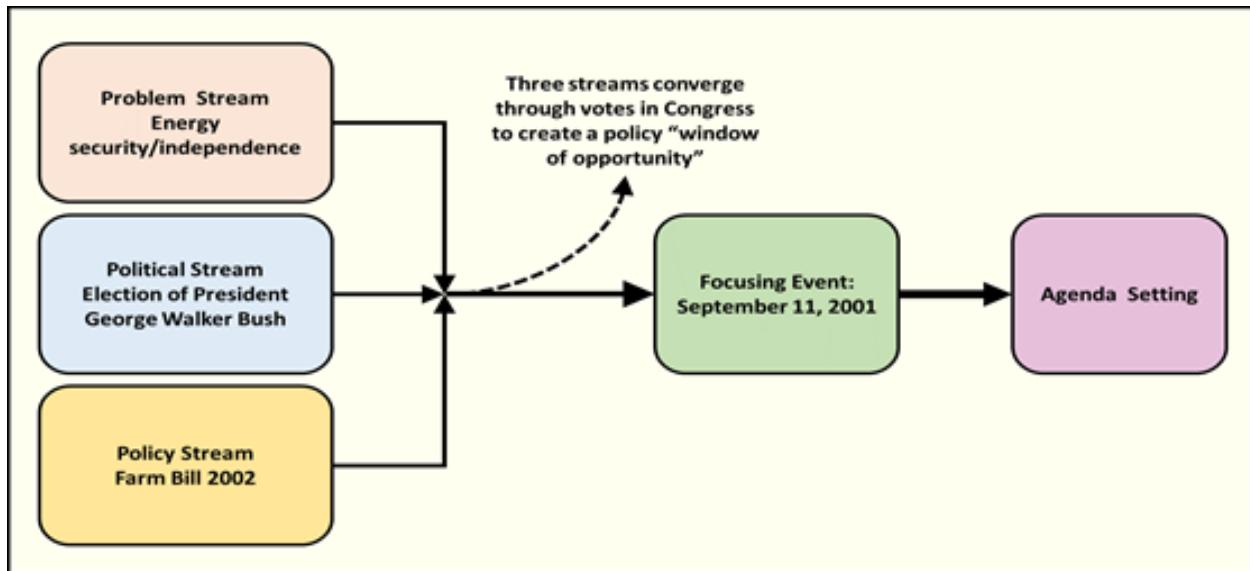 Problem Stream
Energy
security/independence
Three streams converge
through votes in Congress
to create a policy “window
of opportunity”
Political Stream
Election of President
George Walker Bush
Focusing Event:
September 11, 2001
Agenda Setting
Policy Stream
Farm Bill 2002